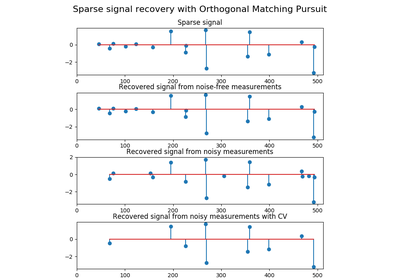 Sparse signal recovery with Orthogonal Matching Pursuit
Sparse signal
0
−2
0 100 200 300 400 500
Recovered signal from noise-free measurements
0
−2
0 100 200 300 400 500
Recovered signal from noisy measurements
2
0
−2
0 100 200 300 400 500
Recovered signal from noisy measurements with CV
0
−2
0 100 200 300 400 500